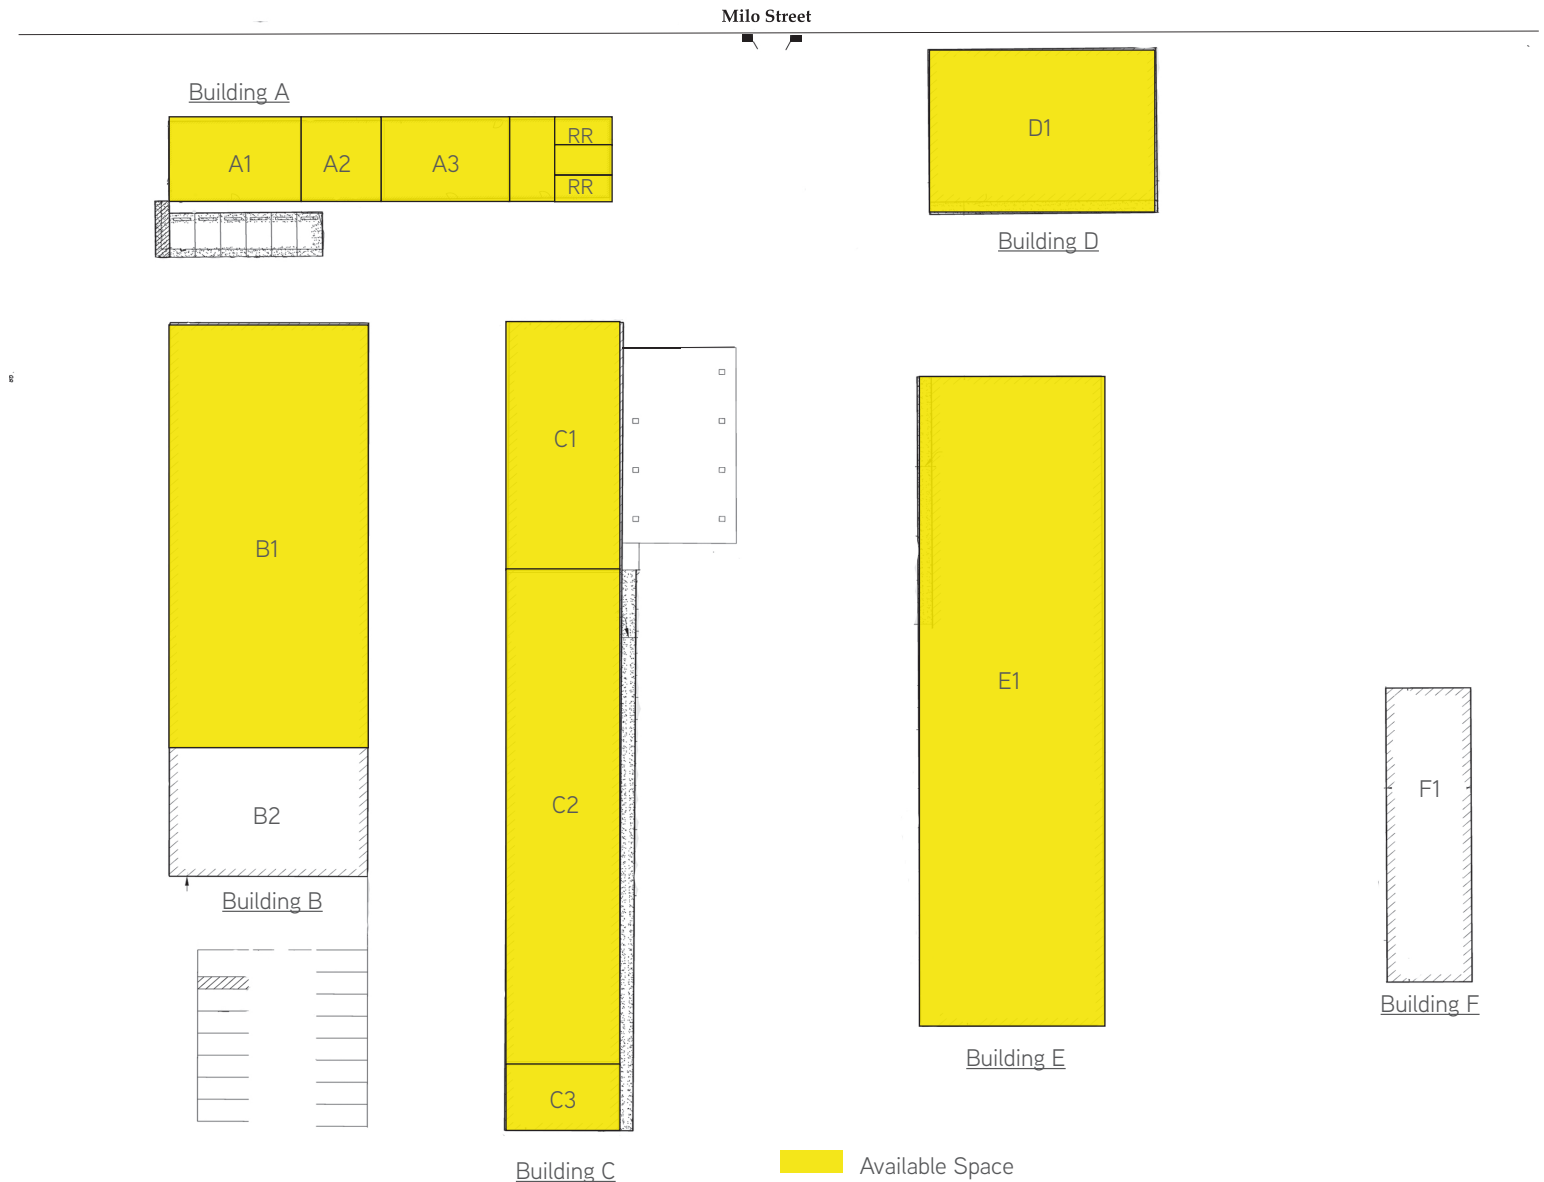 Milo Street
Building A
A1
A2
A3
RR
RR
D1
Building D
B1
B2
Building B
C1
C2
C3
Building C
E1
Building E
F1
Building F
Available Space